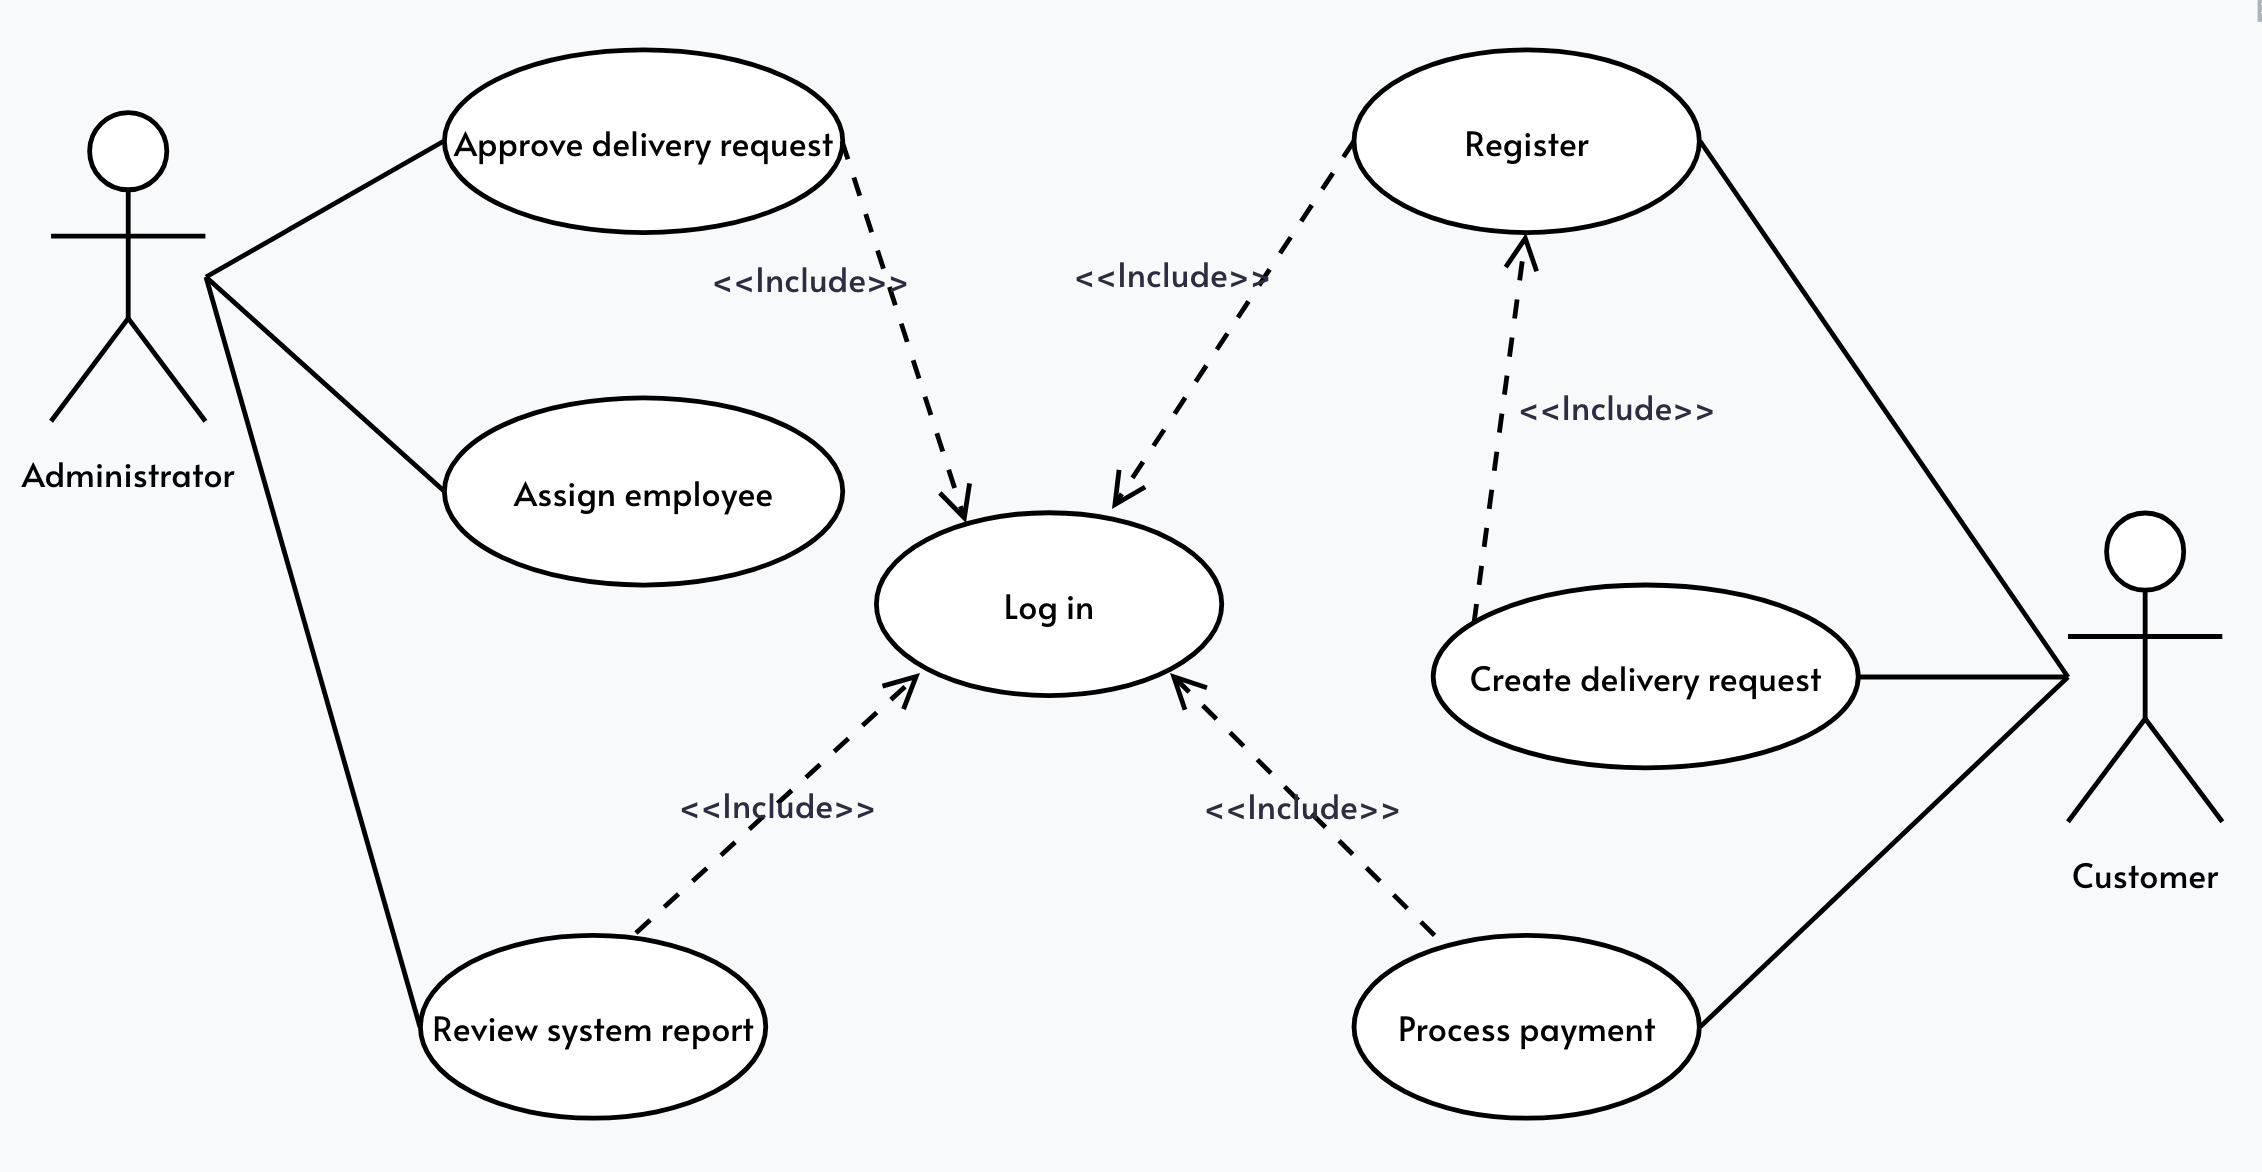 Approve delivery request
Register
<<Include>>
<<Include>>
<<Include>>
Administrator
Assign employee
Log in
Create delivery request
<<Include>>
<<Include>>
Customer
Review system report
Process payment